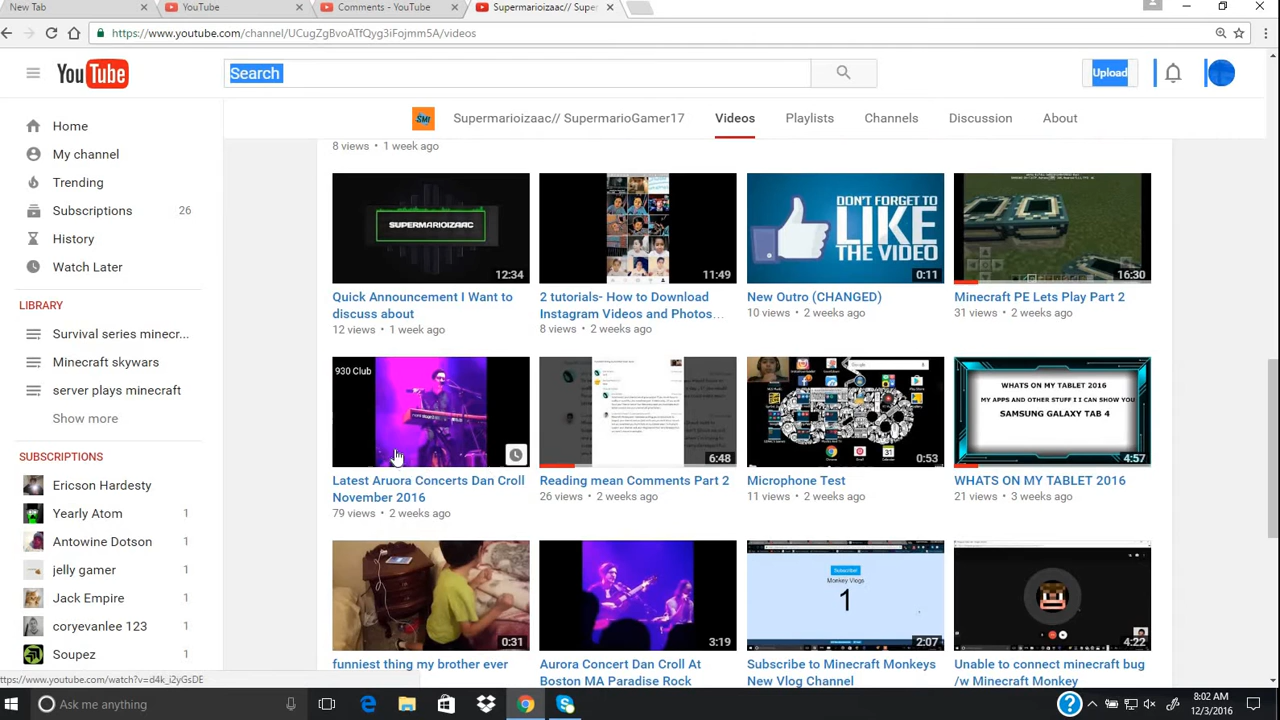 New Tab
YouTube
Comments - YouTube
Supermarioizaac// Supe
https://www.youtube.com/channel/UCugZgBvoATfQyg3iFojmm5A/videos
YouTube
Search
Upload
SMI
Supermarioizaac// SupermarioGamer17
Videos
Playlists
Channels
Discussion
About
Home
My channel
Trending
Subscriptions 26
History
Watch Later
LIBRARY
Survival series minecr...
Minecraft skywars
server plays minecraft
Show more
SUBSCRIPTIONS
Ericson Hardesty
Yearly Atom 1
Antowine Dotson 1
jelly gamer 1
Jack Empire 1
coryevanlee 123 1
Soupez 1
8 views • 1 week ago
SUPERMARIOIZAAC
12:34
Quick Announcement I Want to
discuss about
12 views • 1 week ago
11:49
2 tutorials- How to Download
Instagram Videos and Photos...
8 views • 2 weeks ago
DON'T FORGET TO
LIKE
THE VIDEO
0:11
New Outro (CHANGED)
10 views • 2 weeks ago
16:30
Minecraft PE Lets Play Part 2
31 views • 2 weeks ago
930 Club
Latest Aruora Concerts Dan Croll
November 2016
79 views • 2 weeks ago
6:48
Reading mean Comments Part 2
26 views • 2 weeks ago
Google
0:53
Microphone Test
11 views • 2 weeks ago
WHATS ON MY TABLET 2016
MY APPS AND OTHER STUFF I I CAN SHOW YOU
SAMSUNG GALAXY TAB 4
4:57
WHATS ON MY TABLET 2016
21 views • 3 weeks ago
0:31
funniest thing my brother ever
3:19
Aurora Concert Dan Croll At
Boston MA Paradise Rock
Subscribe!
Monkey Vlogs
1
2:07
Subscribe to Minecraft Monkeys
New Vlog Channel
4:22
Unable to connect minecraft bug
/w Minecraft Monkey
https://www.youtube.com/watch?v=d4k_i2yGsDE
Ask me anything
8:02 AM
12/3/2016